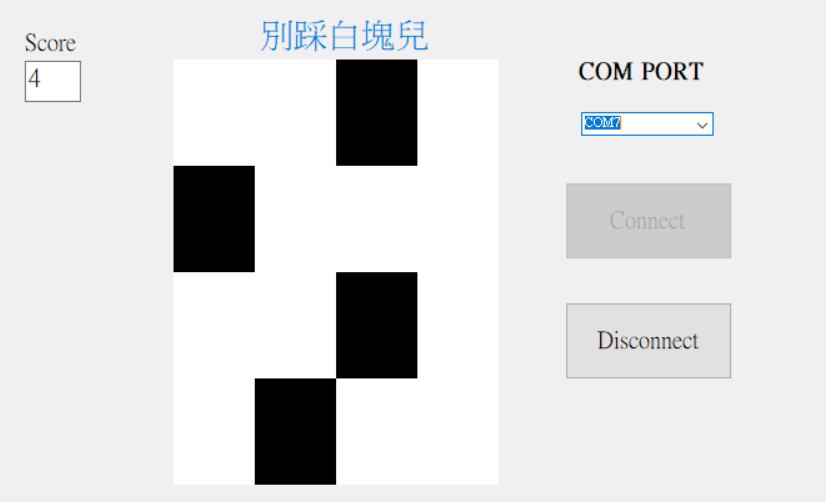 別踩白塊兒
Score
4
COM PORT
COM7
Connect
Disconnect